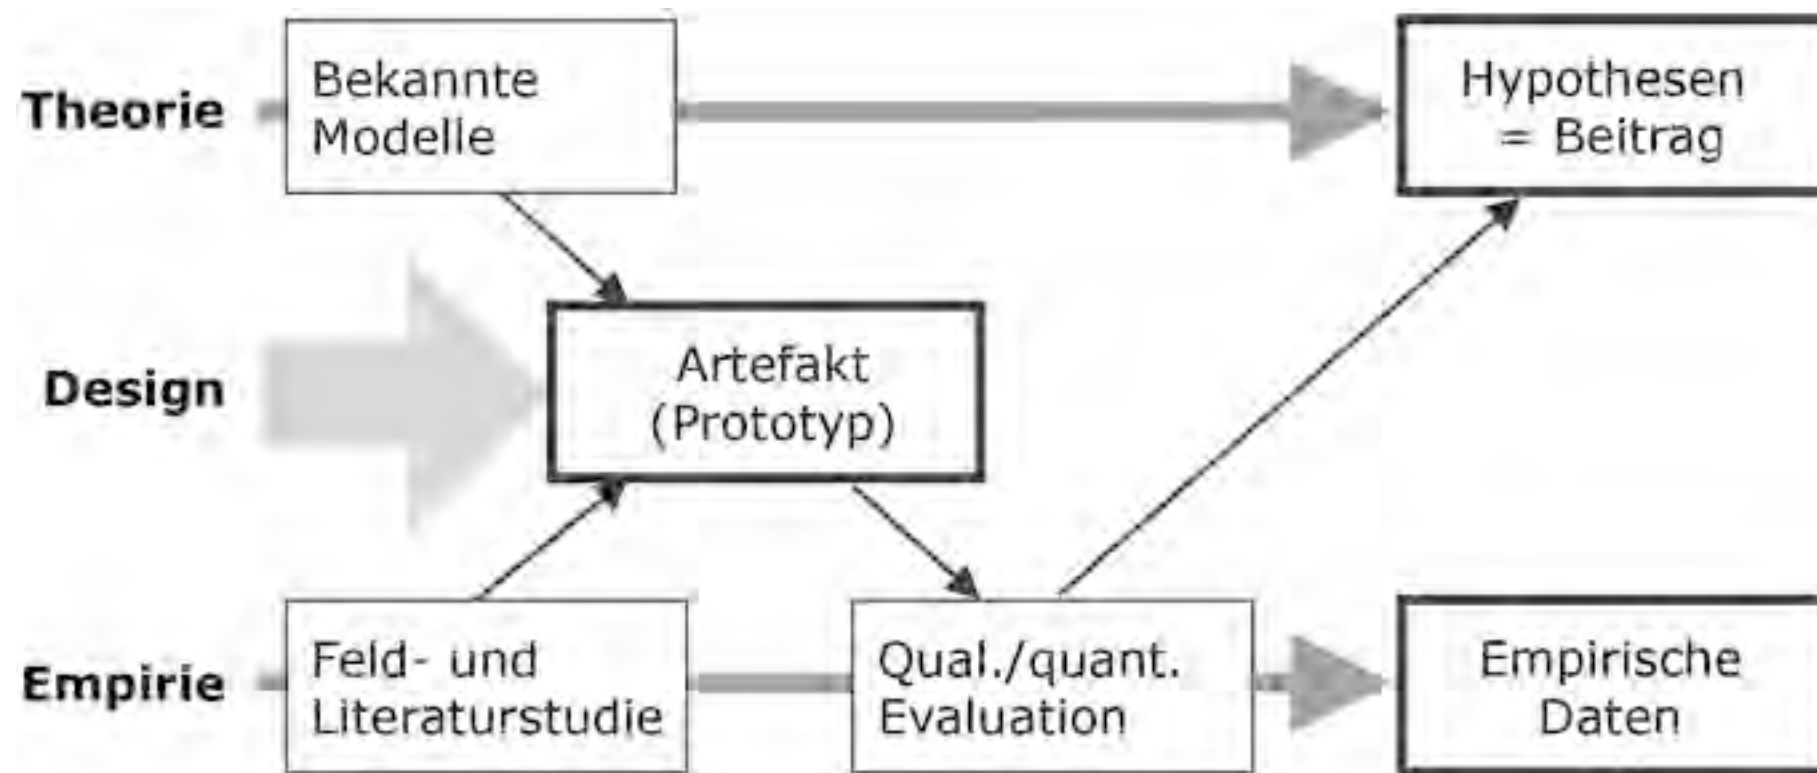 Theorie
Bekannte
Modelle
Hypothesen
= Beitrag
Design
Artefakt
(Prototyp)
Empirie
Feld- und
Literaturstudie
Qual./quant.
Evaluation
Empirische
Daten